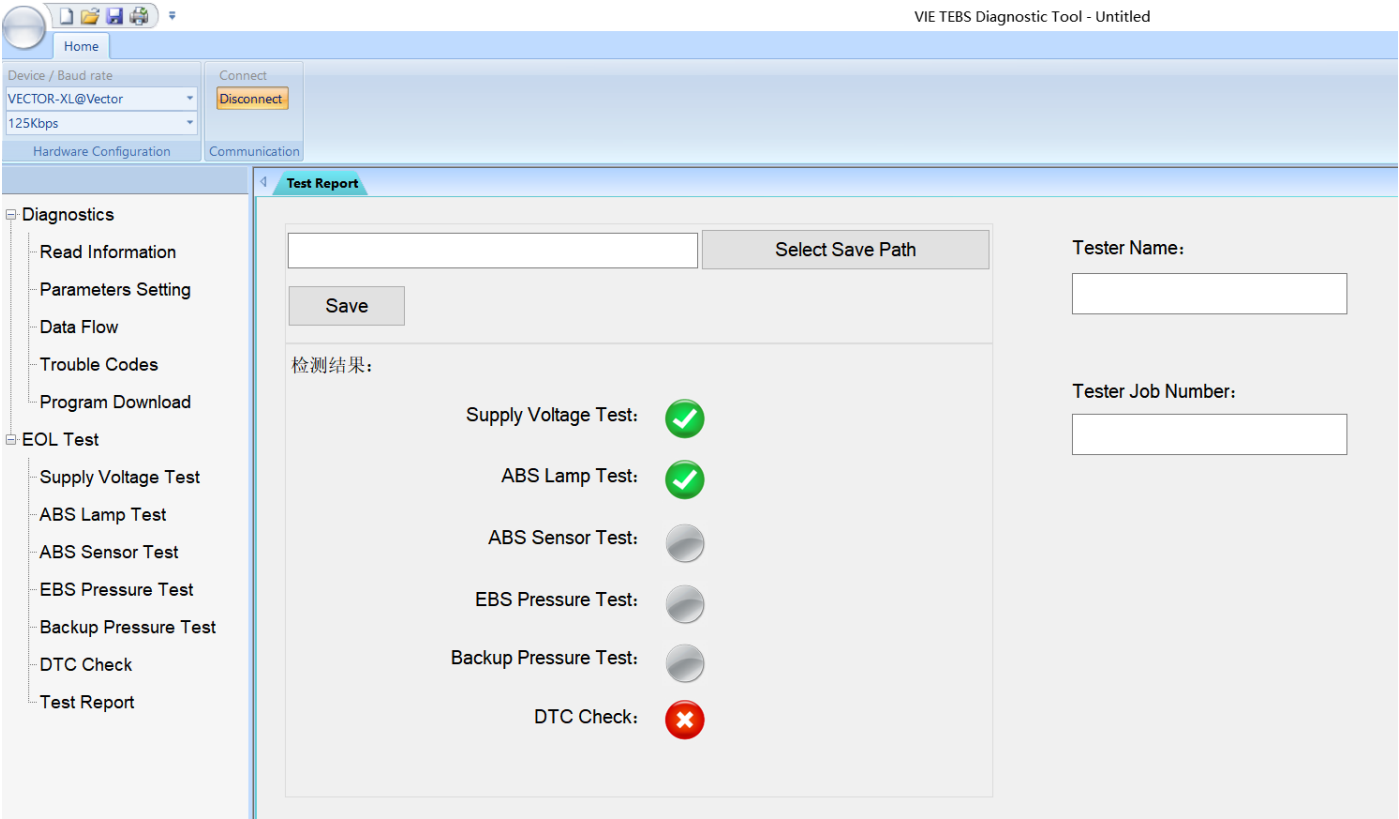 VIE TEBS Diagnostic Tool - Untitled
Home
Device / Baud rate
VECTOR-XL@Vector
125Kbps
Hardware Configuration
Connect
Disconnect
Communication
Test Report
Diagnostics
Read Information
Parameters Setting
Data Flow
Trouble Codes
Program Download
EOL Test
Supply Voltage Test
ABS Lamp Test
ABS Sensor Test
EBS Pressure Test
Backup Pressure Test
DTC Check
Test Report
Select Save Path
Save
检测结果：
Supply Voltage Test：
ABS Lamp Test：
ABS Sensor Test：
EBS Pressure Test：
Backup Pressure Test：
DTC Check：
Tester Name：
Tester Job Number：